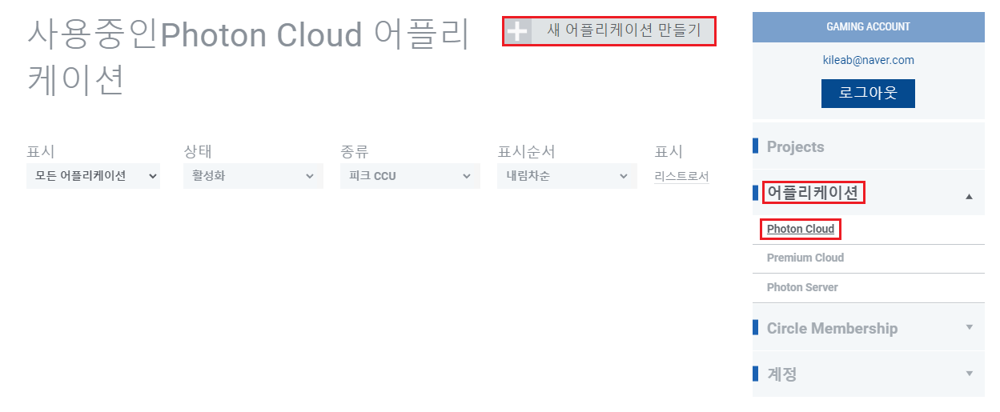 사용중인Photon Cloud 어플리
케이션
새 어플리케이션 만들기
표시 상태 종류 표시순서 표시
모든 어플리케이션 활성화 피크 CCU 내림차순 리스트로서
GAMING ACCOUNT
kileab@naver.com
로그아웃
Projects
어플리케이션
Photon Cloud
Premium Cloud
Photon Server
Circle Membership
계정